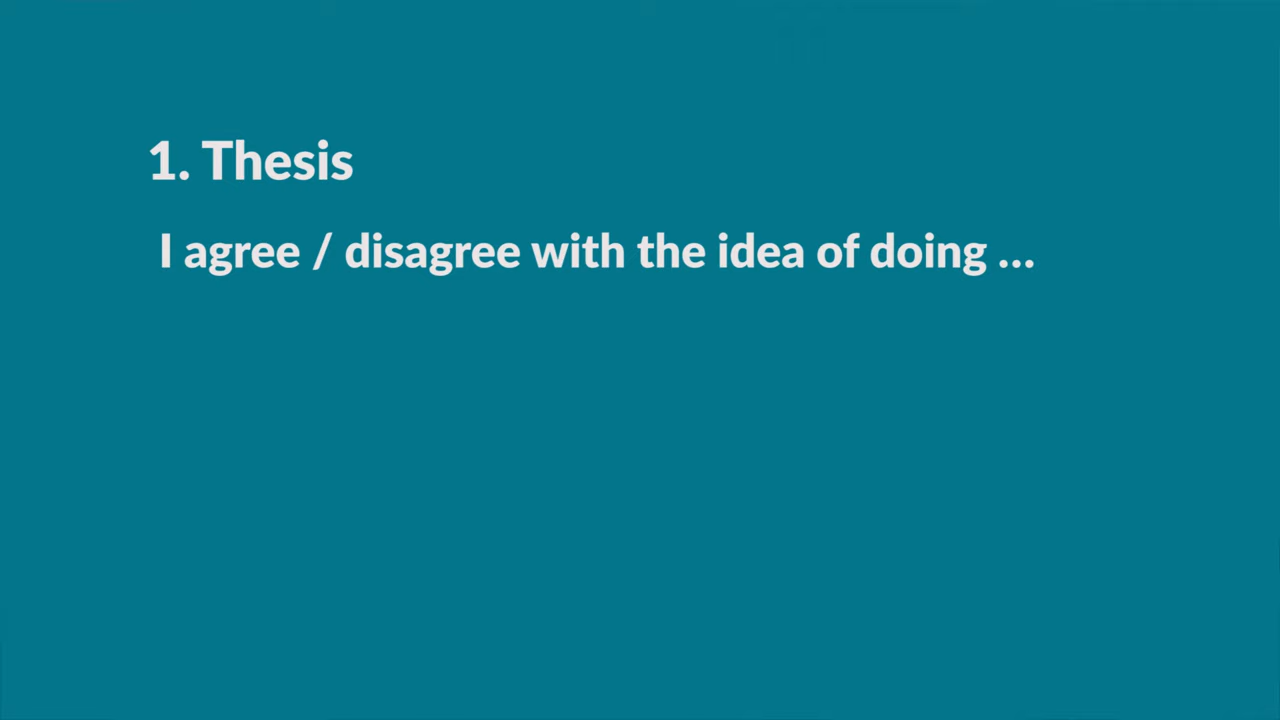 1. Thesis
I agree / disagree with the idea of doing ...